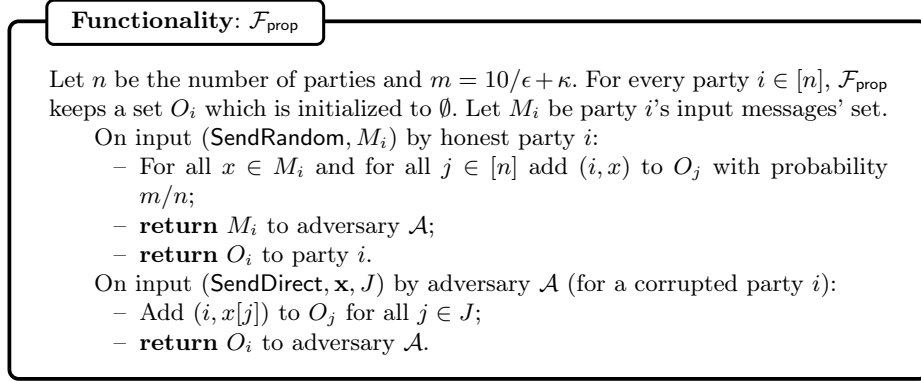 Functionality: 𝓕prop
Let n be the number of parties and m = 10/ϵ + κ. For every party i ∈ [n], 𝓕prop
keeps a set Oᵢ which is initialized to ∅. Let Mᵢ be party i's input messages' set.
On input (SendRandom, Mᵢ) by honest party i:
– For all x ∈ Mᵢ and for all j ∈ [n] add (i, x) to Oⱼ with probability
m/n;
– return Mᵢ to adversary 𝒜;
– return Oᵢ to party i.
On input (SendDirect, 𝐱, J) by adversary 𝒜 (for a corrupted party i):
– Add (i, x[j]) to Oⱼ for all j ∈ J;
– return Oᵢ to adversary 𝒜.